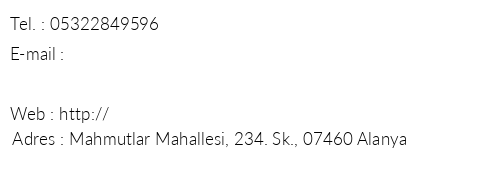 Tel. : 05322849596
E-mail :
Web : http://
Adres : Mahmutlar Mahallesi, 234. Sk., 07460 Alanya